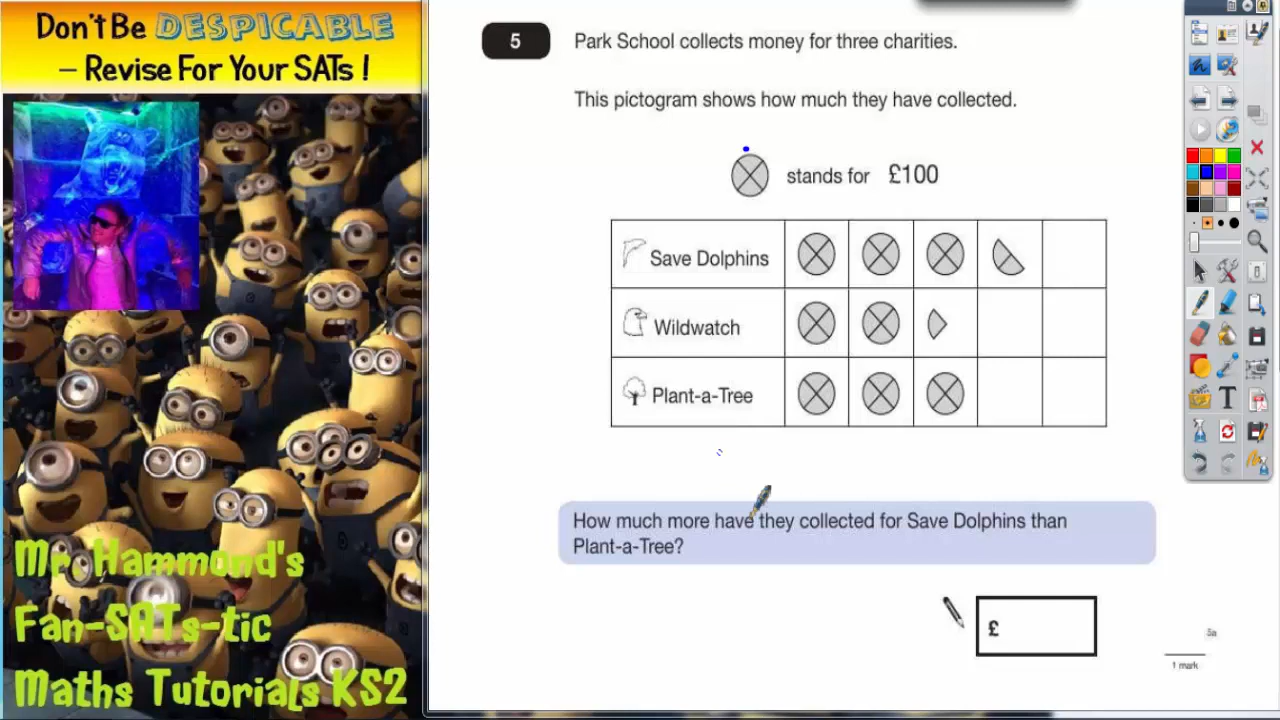 Don't Be DESPICABLE
– Revise For Your SATs !
Mr Hammond's
Fan-SATs-tic
Maths Tutorials KS2
5
Park School collects money for three charities.
This pictogram shows how much they have collected.
stands for £100
Save Dolphins
Wildwatch
Plant-a-Tree
How much more have they collected for Save Dolphins than
Plant-a-Tree?
£
5a
1 mark
T